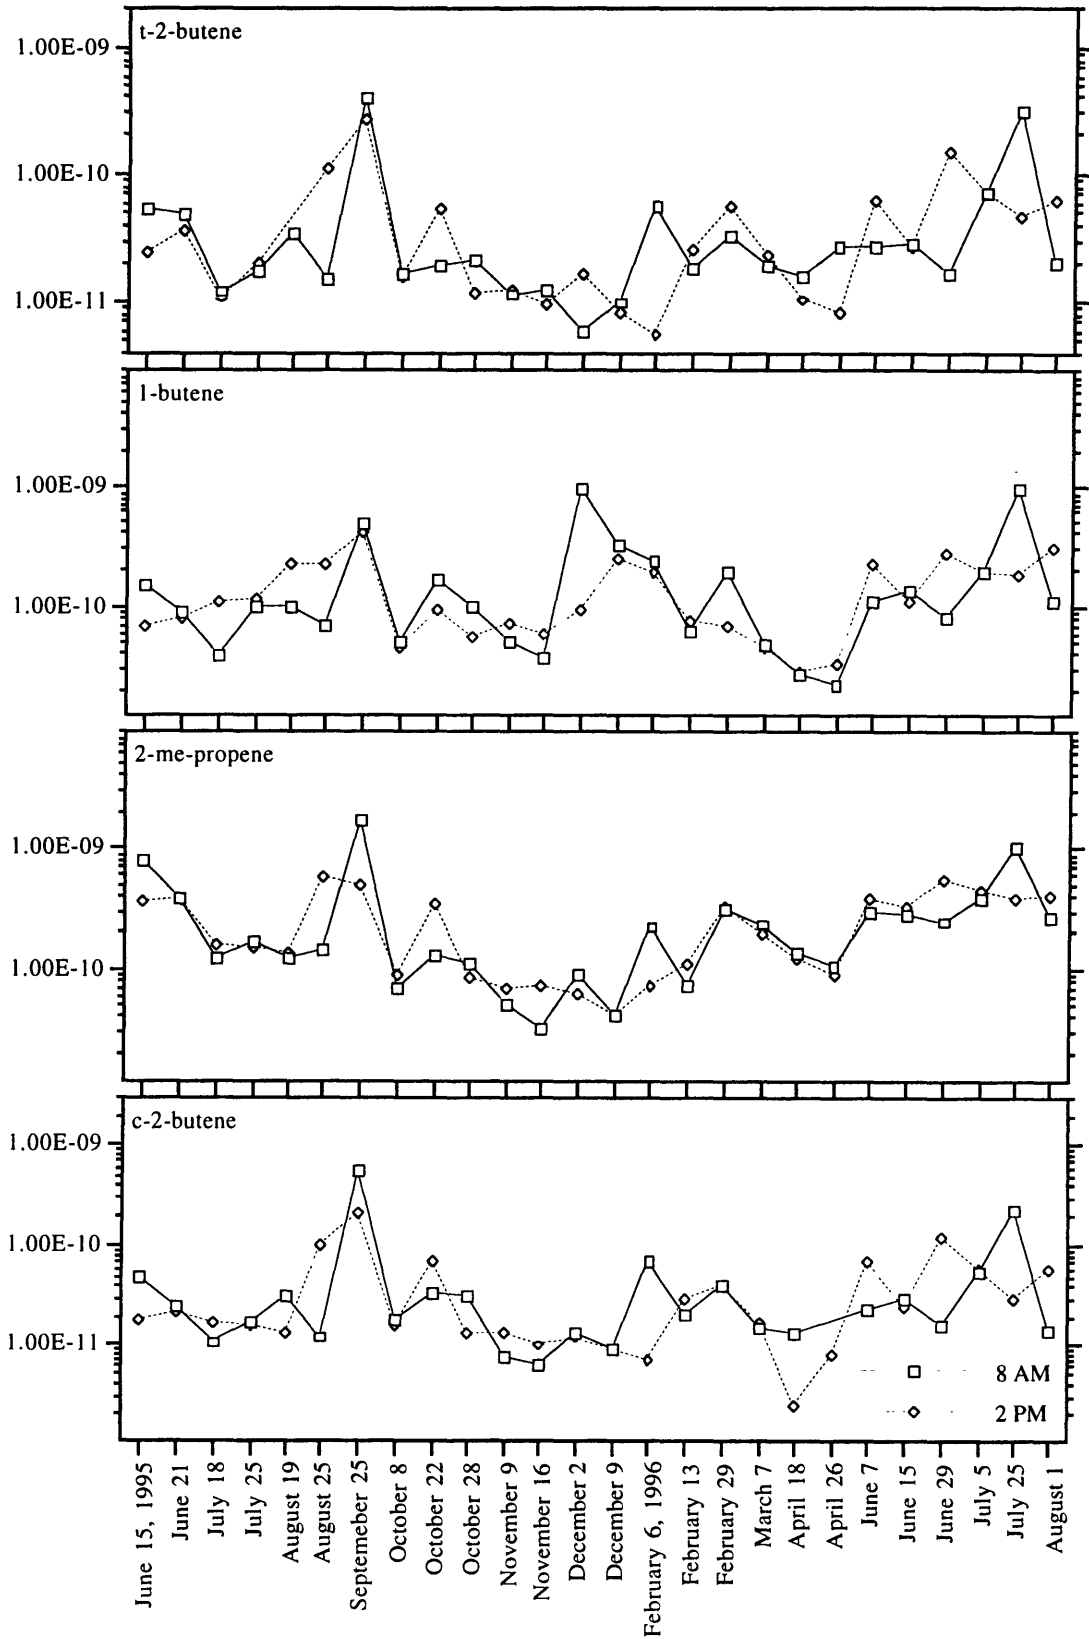 t-2-butene
1.00E-09
1.00E-10
1.00E-11
1-butene
1.00E-09
1.00E-10
2-me-propene
1.00E-09
1.00E-10
c-2-butene
1.00E-09
1.00E-10
1.00E-11
8 AM
2 PM
June 15, 1995
June 21
July 18
July 25
August 19
August 25
Septemeber 25
October 8
October 22
October 28
November 9
November 16
December 2
December 9
February 6, 1996
February 13
February 29
March 7
April 18
April 26
June 7
June 15
June 29
July 5
July 25
August 1